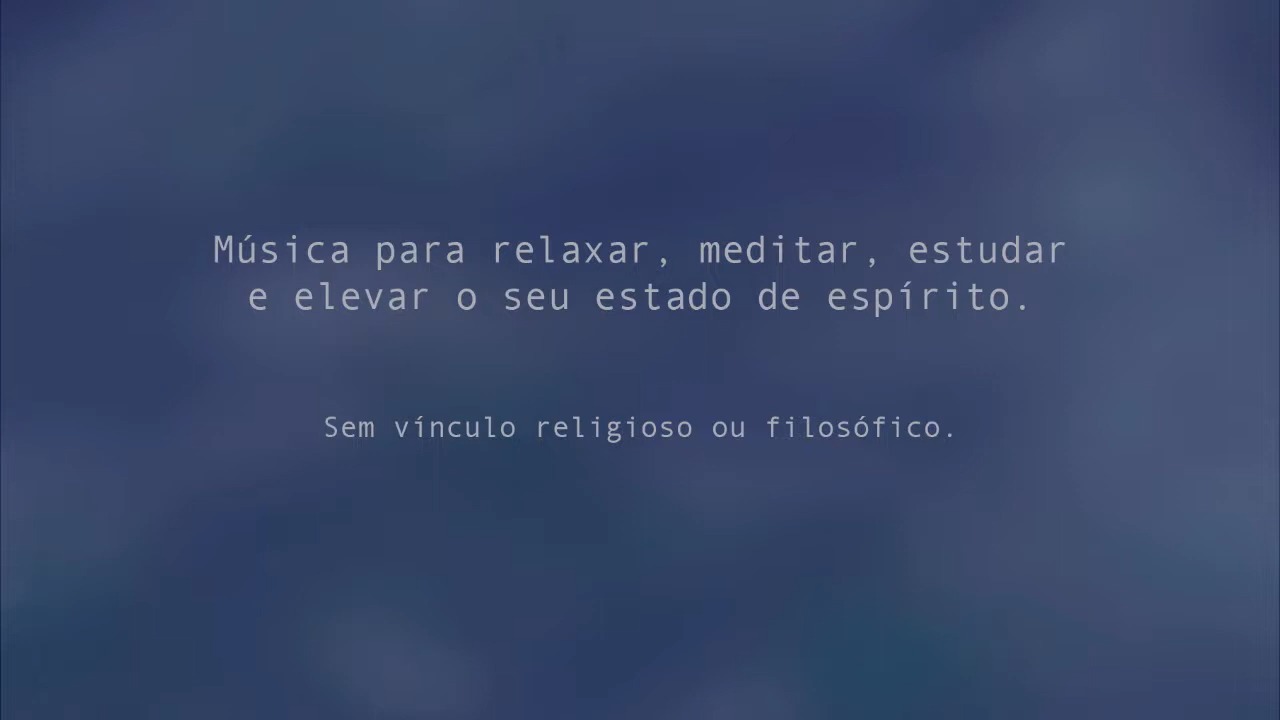 Música para relaxar, meditar, estudar
e elevar o seu estado de espírito.
Sem vínculo religioso ou filosófico.